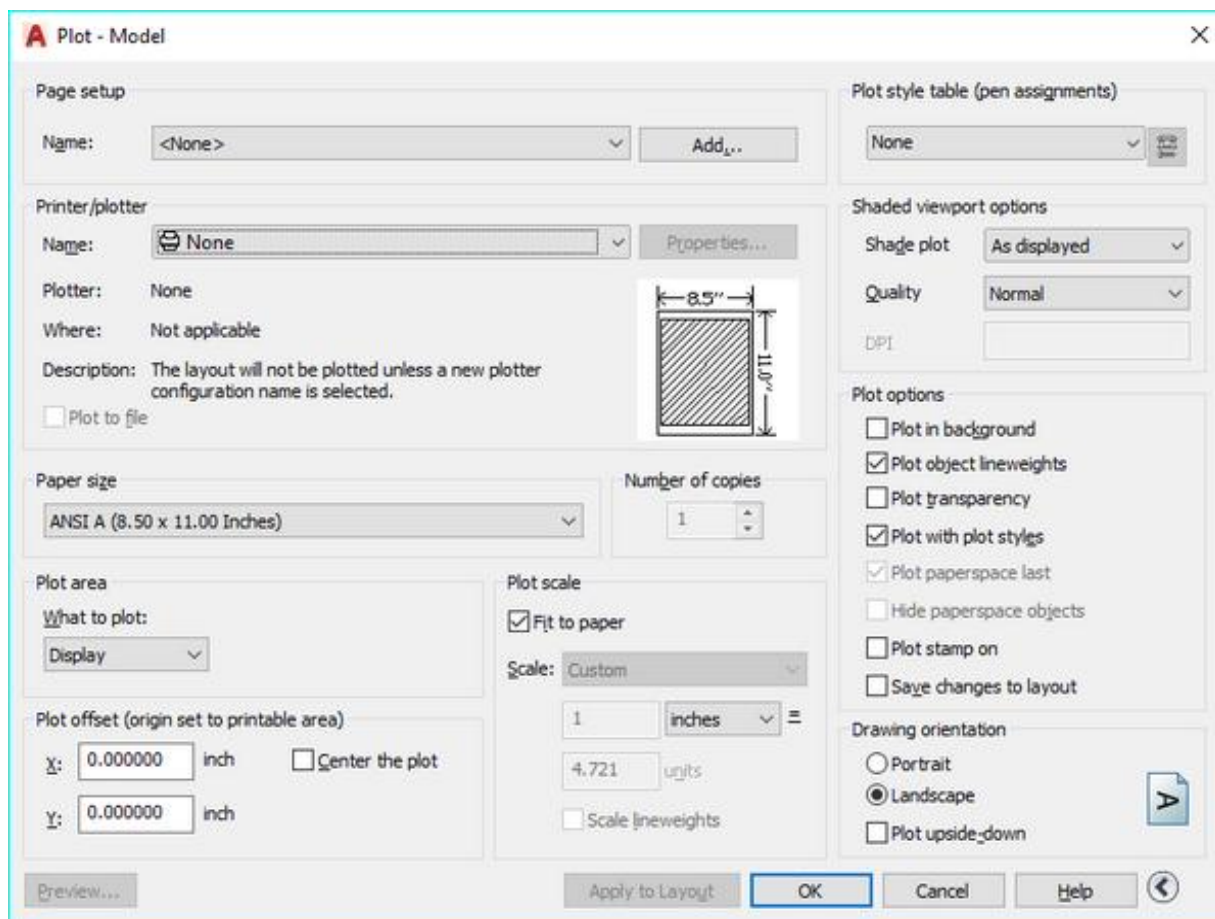 Plot - Model
Page setup
Name: <None> Add...
Printer/plotter
Name: None Properties...
Plotter: None
Where: Not applicable
Description: The layout will not be plotted unless a new plotter
configuration name is selected.
Plot to file
8.5″
11.0″
Paper size
ANSI A (8.50 x 11.00 Inches)
Number of copies
1
Plot area
What to plot:
Display
Plot offset (origin set to printable area)
X: 0.000000 inch Center the plot
Y: 0.000000 inch
Plot scale
Fit to paper
Scale: Custom
1 inches =
4.721 units
Scale lineweights
Plot style table (pen assignments)
None
Shaded viewport options
Shade plot As displayed
Quality Normal
DPI
Plot options
Plot in background
Plot object lineweights
Plot transparency
Plot with plot styles
Plot paperspace last
Hide paperspace objects
Plot stamp on
Save changes to layout
Drawing orientation
Portrait
Landscape
Plot upside-down
A
Preview... Apply to Layout OK Cancel Help